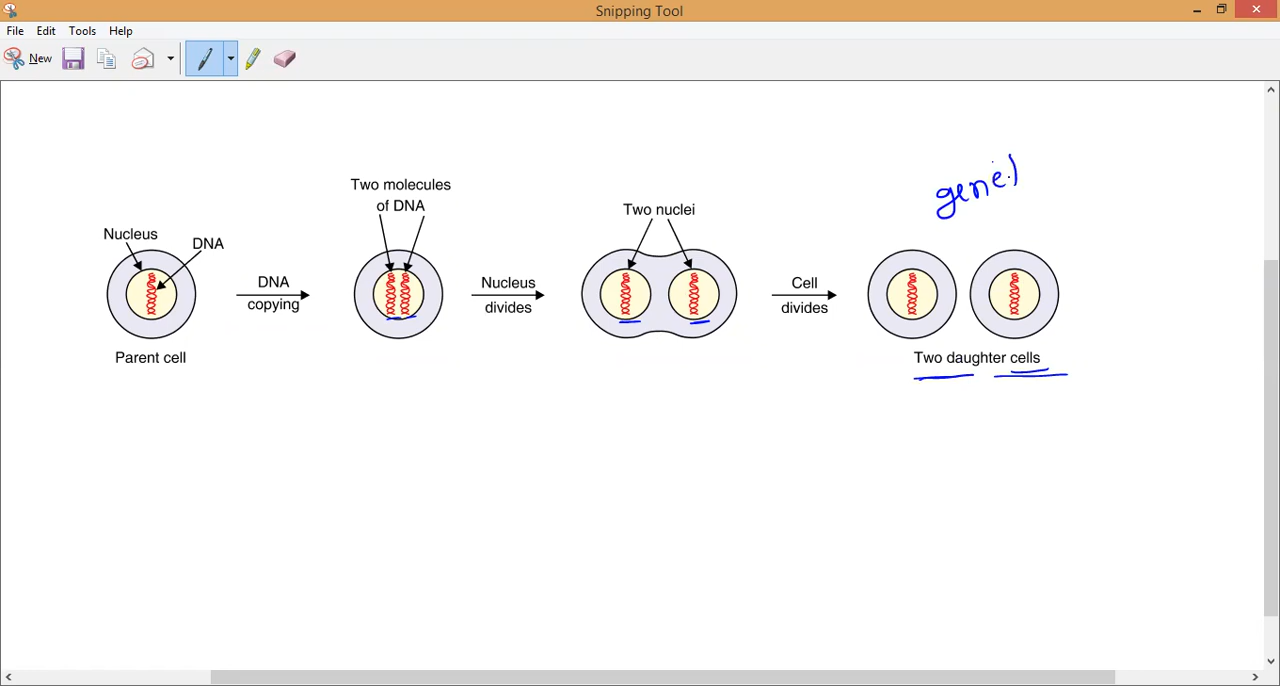 Snipping Tool
File Edit Tools Help
New
Two molecules
of DNA
Two nuclei
Nucleus
DNA
DNA
copying
Nucleus
divides
Cell
divides
Parent cell
Two daughter cells